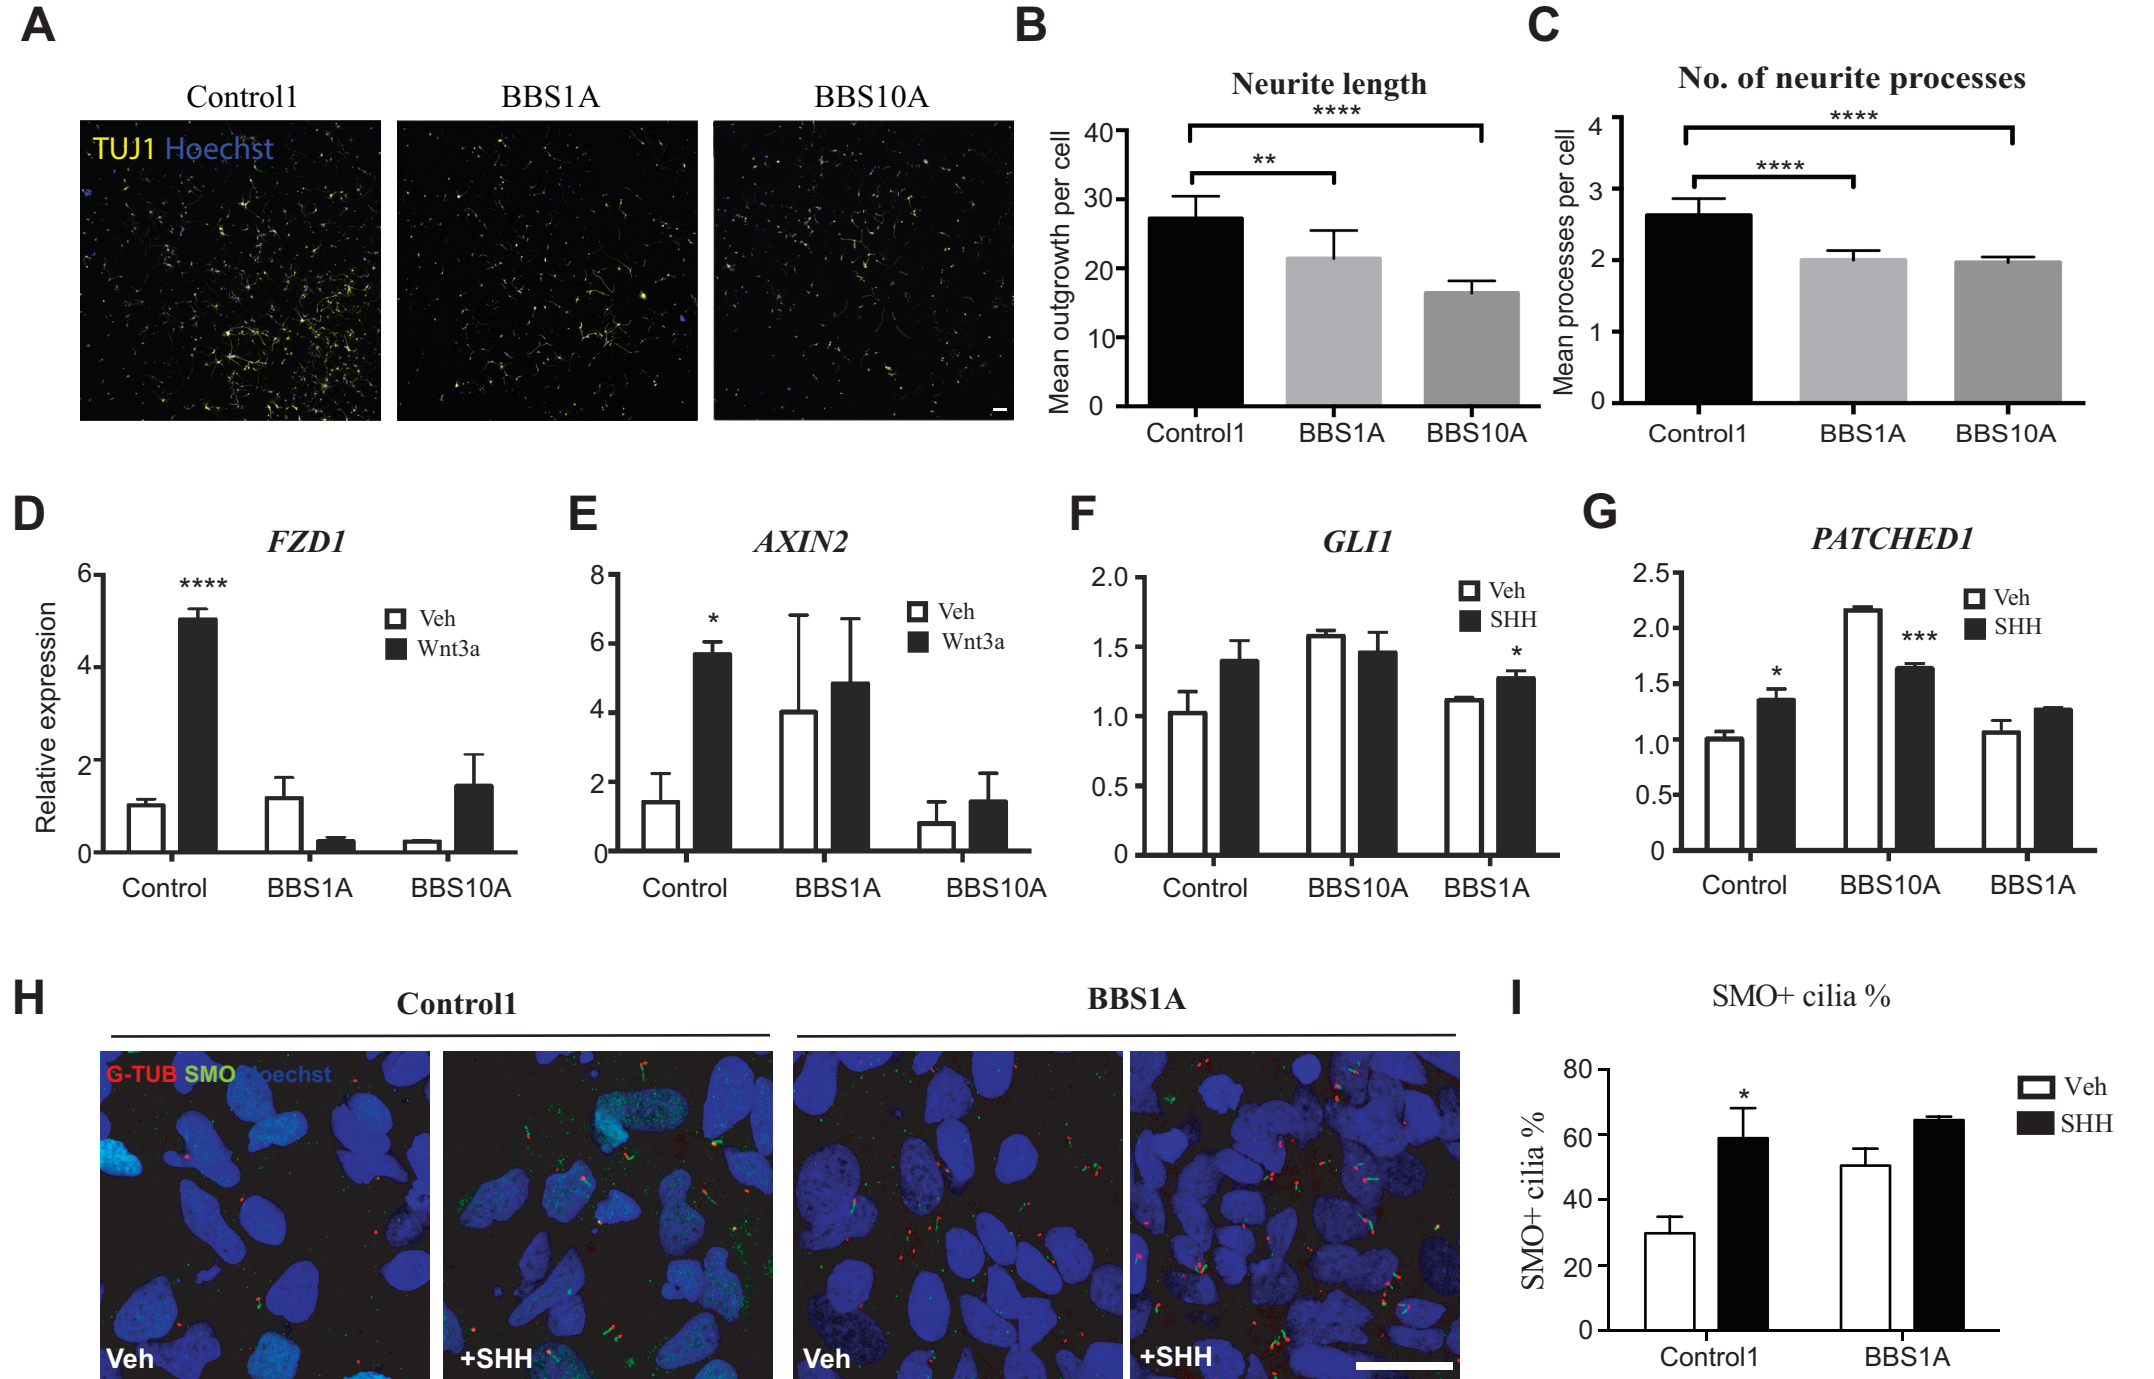 A
Control1
BBS1A
BBS10A
TUJ1 Hoechst
B
Neurite length
****
**
Mean outgrowth per cell
40
30
20
10
0
Control1
BBS1A
BBS10A
C
No. of neurite processes
****
****
Mean processes per cell
4
3
2
1
0
Control1
BBS1A
BBS10A
D
FZD1
Relative expression
6
4
2
0
****
Veh
Wnt3a
Control
BBS1A
BBS10A
E
AXIN2
8
6
4
2
0
*
Veh
Wnt3a
Control
BBS1A
BBS10A
F
GLI1
2.0
1.5
1.0
0.5
0
Veh
SHH
*
Control
BBS10A
BBS1A
G
PATCHED1
2.5
2.0
1.5
1.0
0.5
0
Veh
SHH
*
***
Control
BBS10A
BBS1A
H
Control1
BBS1A
G-TUB SMO Hoechst
Veh
+SHH
Veh
+SHH
I
SMO+ cilia %
SMO+ cilia %
80
60
40
20
0
*
Veh
SHH
Control1
BBS1A